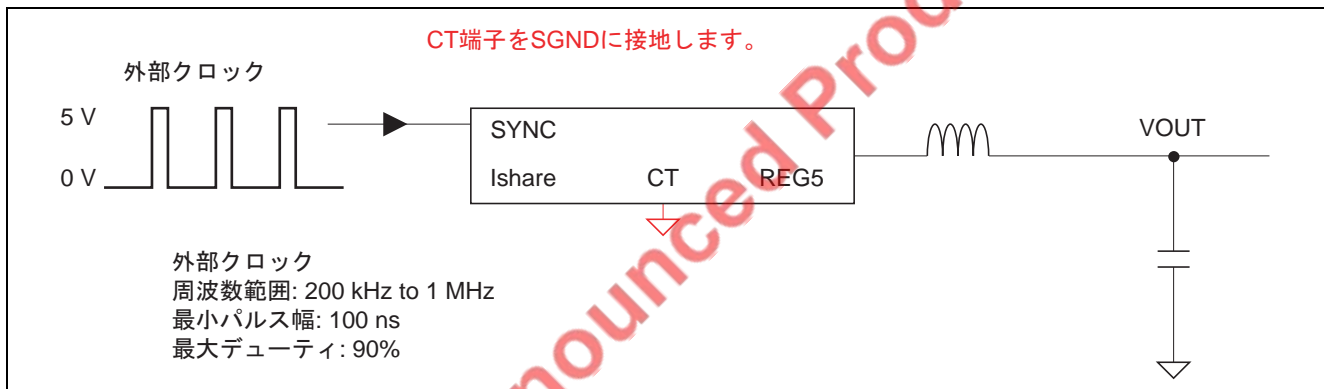 CT端子をSGNDに接地します。
外部クロック
5 V
0 V
SYNC
Ishare CT REG5
VOUT
外部クロック
周波数範囲: 200 kHz to 1 MHz
最小パルス幅: 100 ns
最大デューティ: 90%